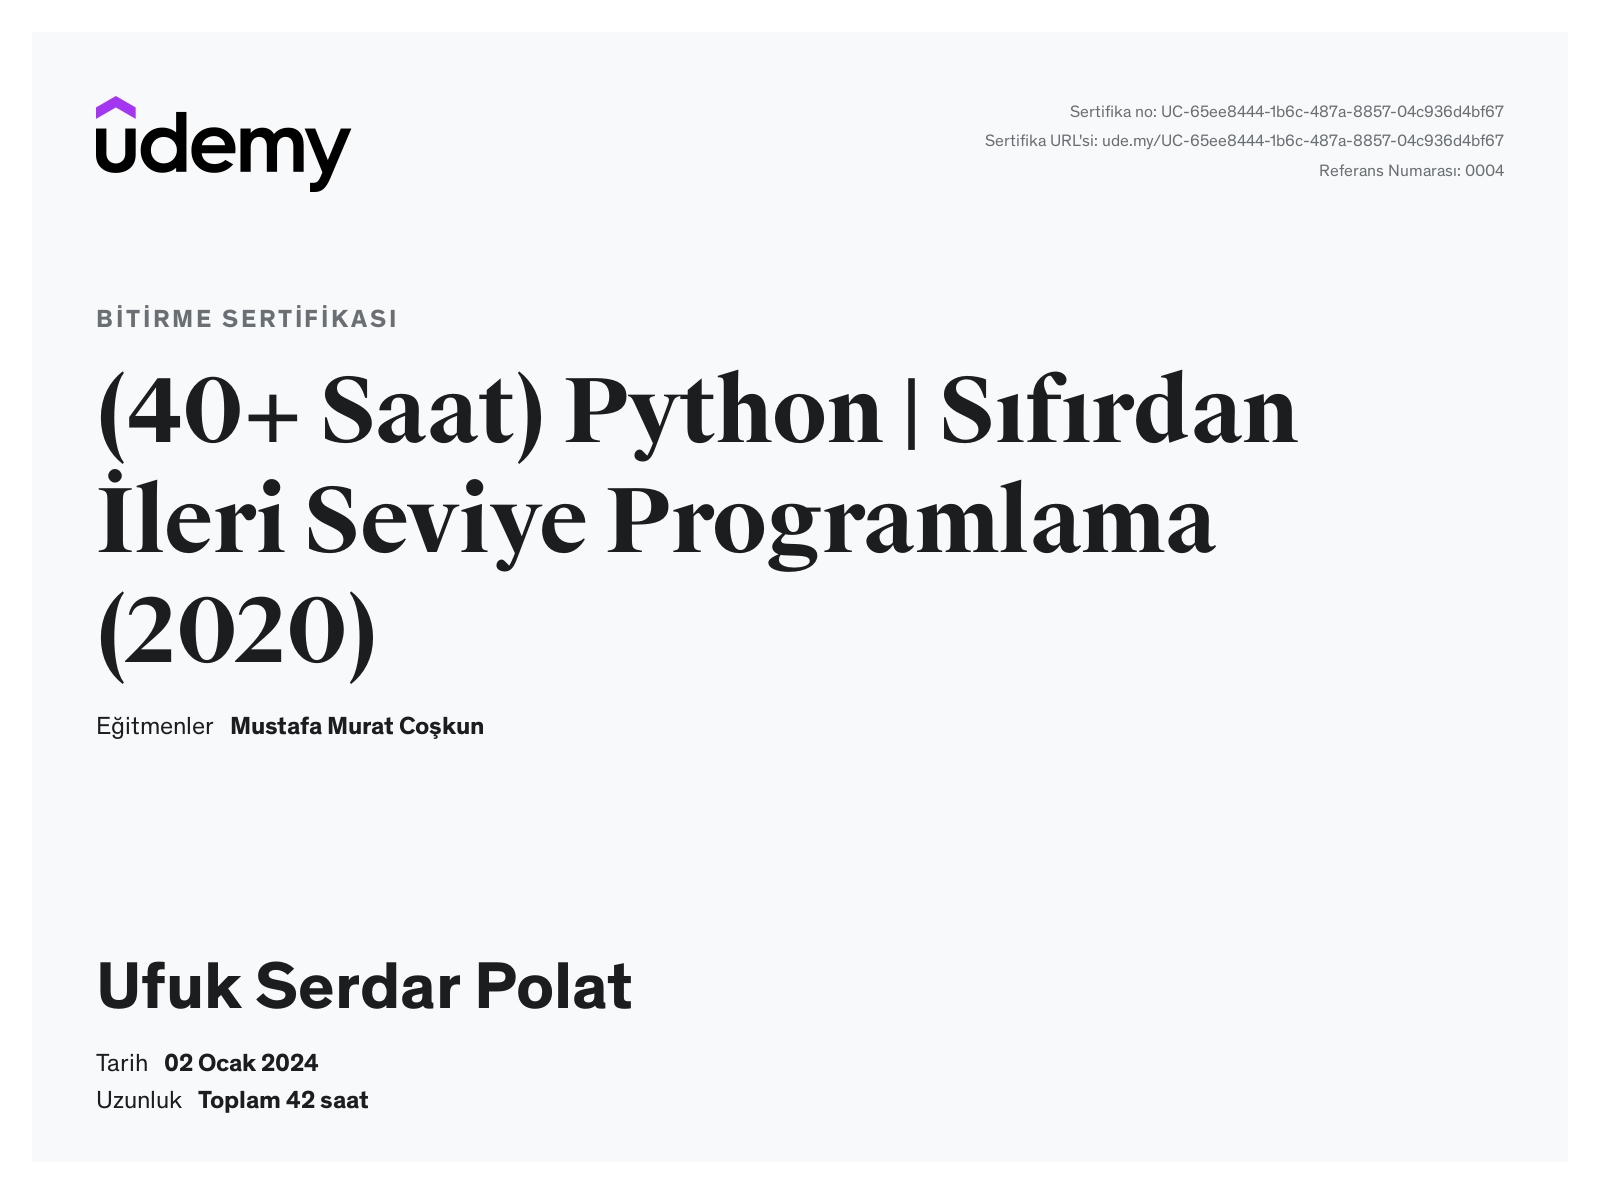 udemy
Sertifika no: UC-65ee8444-1b6c-487a-8857-04c936d4bf67
Sertifika URL'si: ude.my/UC-65ee8444-1b6c-487a-8857-04c936d4bf67
Referans Numarası: 0004
BİTİRME SERTİFİKASI
(40+ Saat) Python | Sıfırdan
İleri Seviye Programlama
(2020)
Eğitmenler Mustafa Murat Coşkun
Ufuk Serdar Polat
Tarih 02 Ocak 2024
Uzunluk Toplam 42 saat